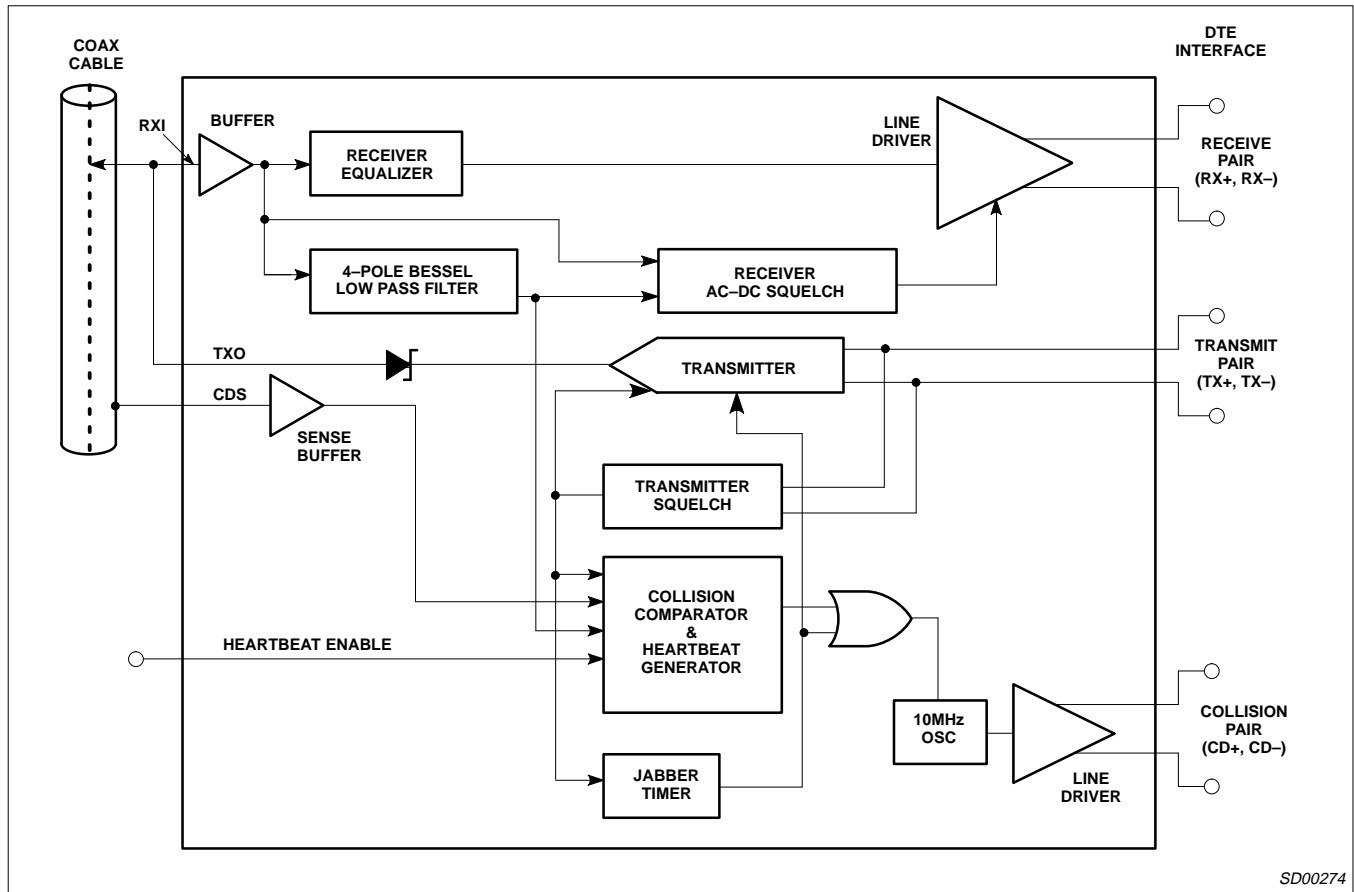 COAX
CABLE
DTE
INTERFACE
RXI
BUFFER
RECEIVER
EQUALIZER
LINE
DRIVER
RECEIVE
PAIR
(RX+, RX–)
4–POLE BESSEL
LOW PASS FILTER
RECEIVER
AC–DC SQUELCH
TXO
TRANSMITTER
TRANSMIT
PAIR
(TX+, TX–)
CDS
SENSE
BUFFER
TRANSMITTER
SQUELCH
COLLISION
COMPARATOR
&
HEARTBEAT
GENERATOR
HEARTBEAT ENABLE
10MHz
OSC
COLLISION
PAIR
(CD+, CD–)
LINE
DRIVER
JABBER
TIMER
SD00274